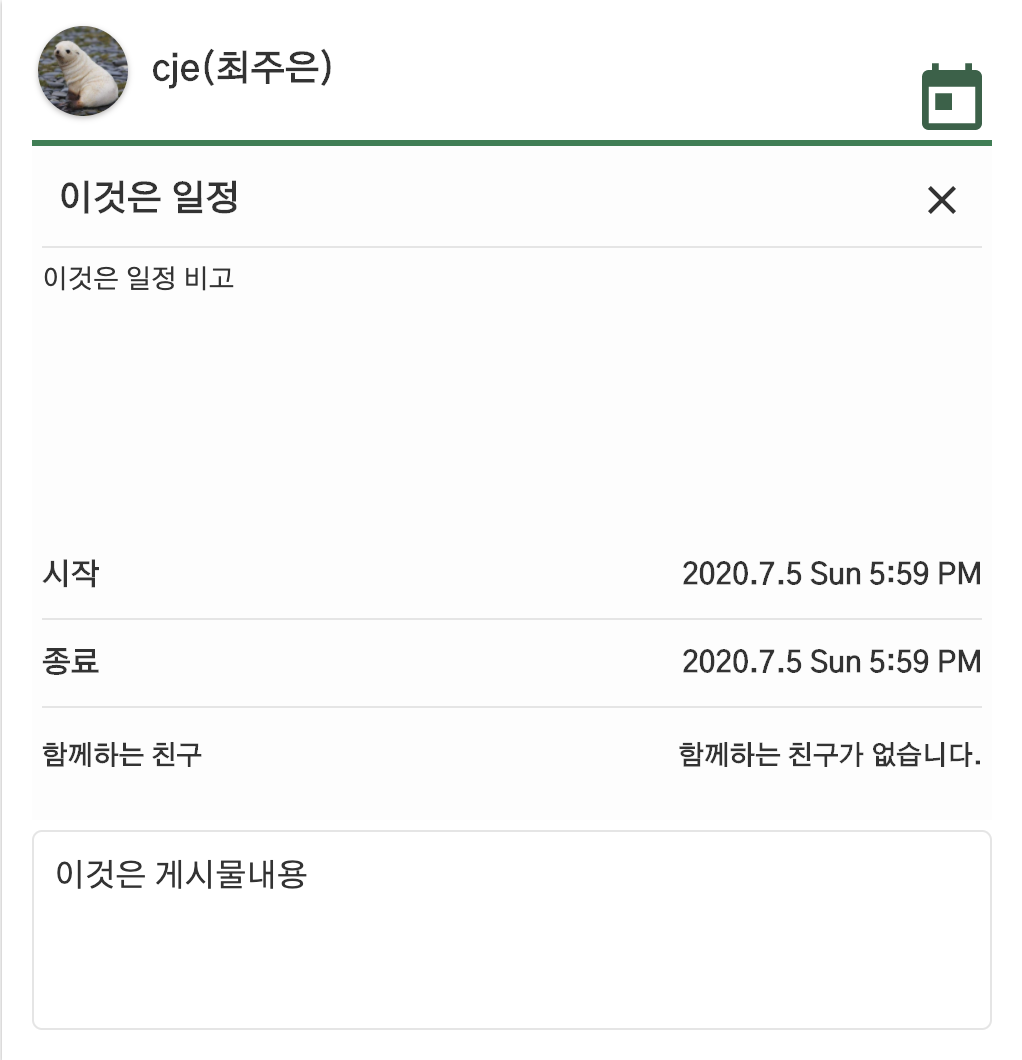 cje(최주은)
이것은 일정
이것은 일정 비고
시작 2020.7.5 Sun 5:59 PM
종료 2020.7.5 Sun 5:59 PM
함께하는 친구 함께하는 친구가 없습니다.
이것은 게시물내용